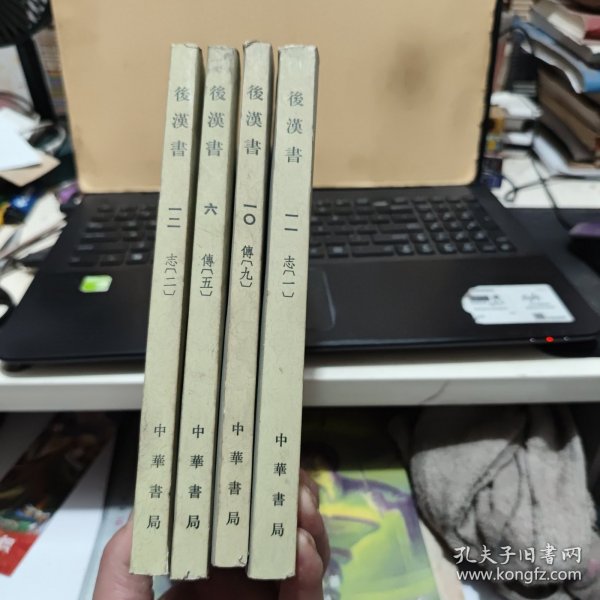 後漢書
一二
志〔二〕
中華書局
後漢書
六
傳〔五〕
中華書局
後漢書
一〇
傳〔九〕
中華書局
後漢書
一一
志〔一〕
中華書局
孔夫子旧书网
www.kongfz.com